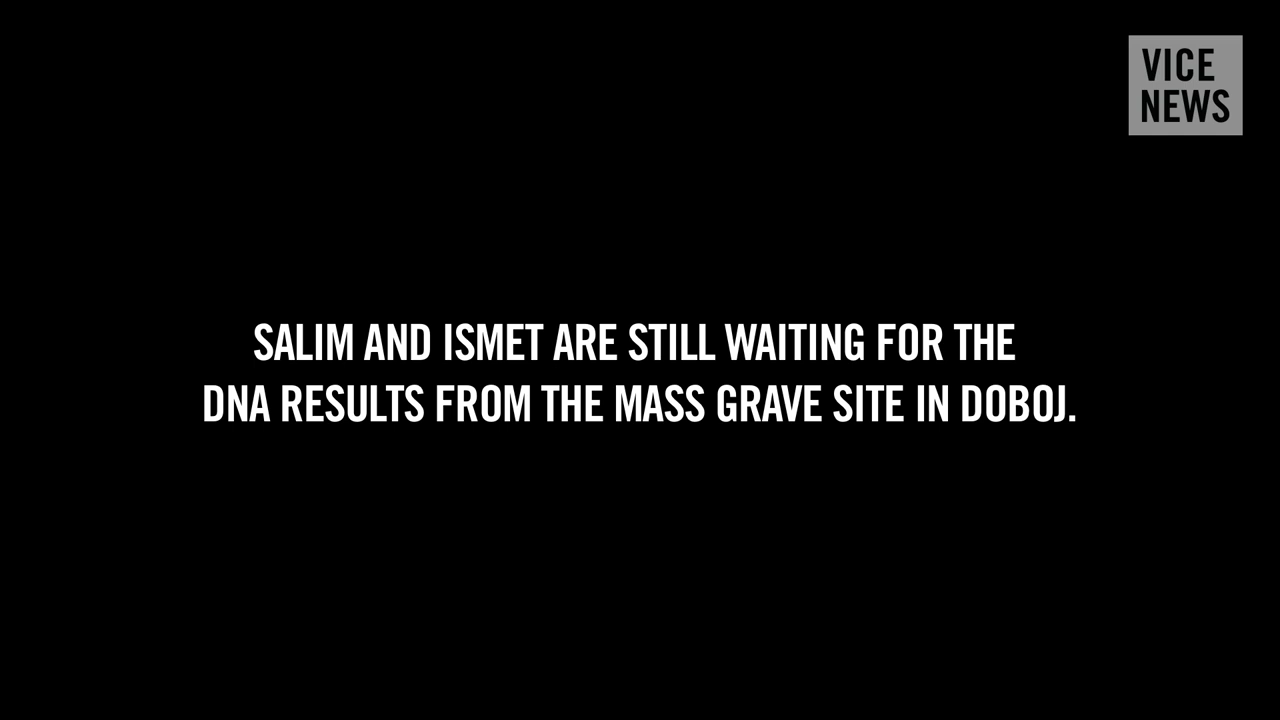 VICE
NEWS
SALIM AND ISMET ARE STILL WAITING FOR THE
DNA RESULTS FROM THE MASS GRAVE SITE IN DOBOJ.